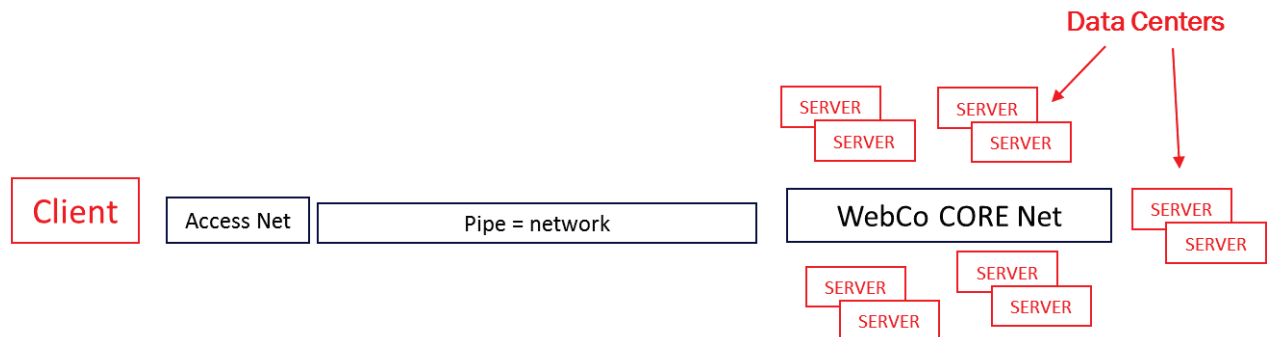 Data Centers
SERVER
SERVER
SERVER
SERVER
Client
Access Net
Pipe = network
WebCo CORE Net
SERVER
SERVER
SERVER
SERVER
SERVER
SERVER